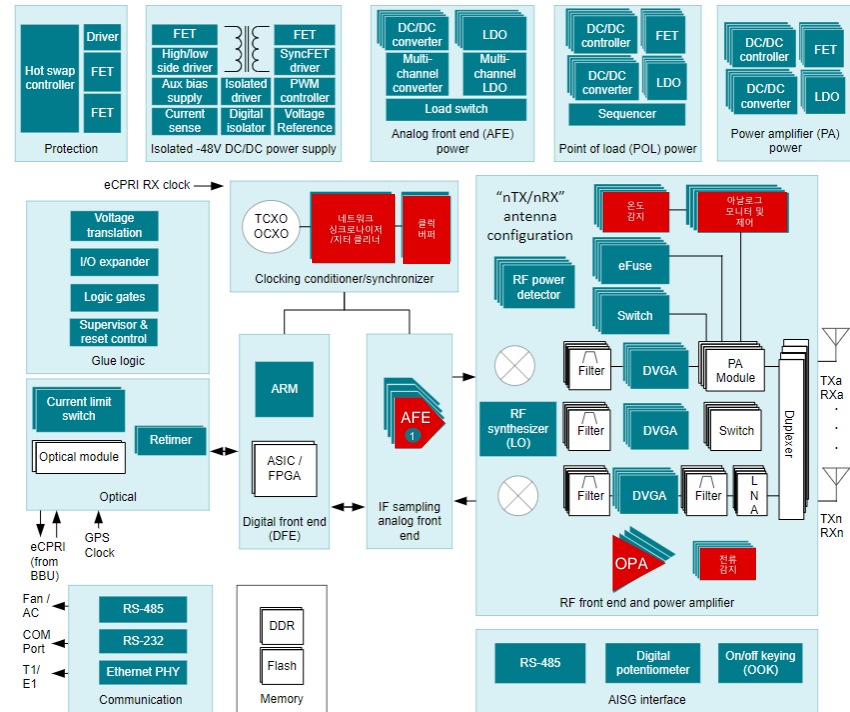 Hot swap
controller
Driver
FET
FET
Protection
FET
FET
High/low
side driver
SyncFET
driver
Aux bias
supply
Isolated
driver
PWM
controller
Current
sense
Digital
isolator
Voltage
Reference
Isolated -48V DC/DC power supply
DC/DC
converter
LDO
Multi-
channel
converter
Multi-
channel
LDO
Load switch
Analog front end (AFE)
power
DC/DC
controller
FET
DC/DC
converter
LDO
Sequencer
Point of load (POL) power
DC/DC
controller
FET
DC/DC
converter
LDO
Power amplifier (PA)
power
eCPRI RX clock
TCXO
OCXO
네트워크
싱크로나이저
/지터 클리너
클럭
버퍼
Clocking conditioner/synchronizer
Voltage
translation
I/O expander
Logic gates
Supervisor &
reset control
Glue logic
Current limit
switch
Retimer
Optical module
Optical
eCPRI
(from
BBU)
GPS
Clock
ARM
ASIC /
FPGA
Digital front end
(DFE)
AFE
1
IF sampling
analog front
end
“nTX/nRX”
antenna
configuration
온도
감지
아날로그
모니터 및
제어
RF power
detector
eFuse
Switch
Filter
DVGA
PA
Module
RF
synthesizer
(LO)
Filter
DVGA
Switch
Filter
DVGA
Filter
L
N
A
Duplexer
TXa
RXa
.
.
.
TXn
RXn
OPA
전류
감지
RF front end and power amplifier
Fan /
AC
COM
Port
T1/
E1
RS-485
RS-232
Ethernet PHY
Communication
DDR
Flash
Memory
RS-485
Digital
potentiometer
On/off keying
(OOK)
AISG interface